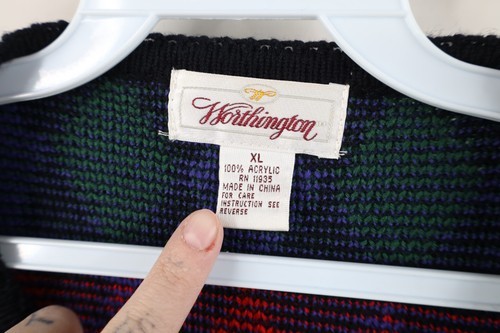 Worthington
XL
100% ACRYLIC
RN 11935
MADE IN CHINA
FOR CARE
INSTRUCTION SEE
REVERSE